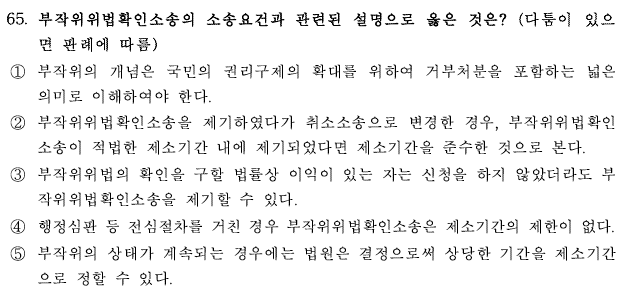 65. 부작위위법확인소송의 소송요건과 관련된 설명으로 옳은 것은? (다툼이 있으
면 판례에 따름)
① 부작위의 개념은 국민의 권리구제의 확대를 위하여 거부처분을 포함하는 넓은
의미로 이해하여야 한다.
② 부작위위법확인소송을 제기하였다가 취소소송으로 변경한 경우, 부작위위법확인
소송이 적법한 제소기간 내에 제기되었다면 제소기간을 준수한 것으로 본다.
③ 부작위위법의 확인을 구할 법률상 이익이 있는 자는 신청을 하지 않았더라도 부
작위위법확인소송을 제기할 수 있다.
④ 행정심판 등 전심절차를 거친 경우 부작위위법확인소송은 제소기간의 제한이 없다.
⑤ 부작위의 상태가 계속되는 경우에는 법원은 결정으로써 상당한 기간을 제소기간
으로 정할 수 있다.